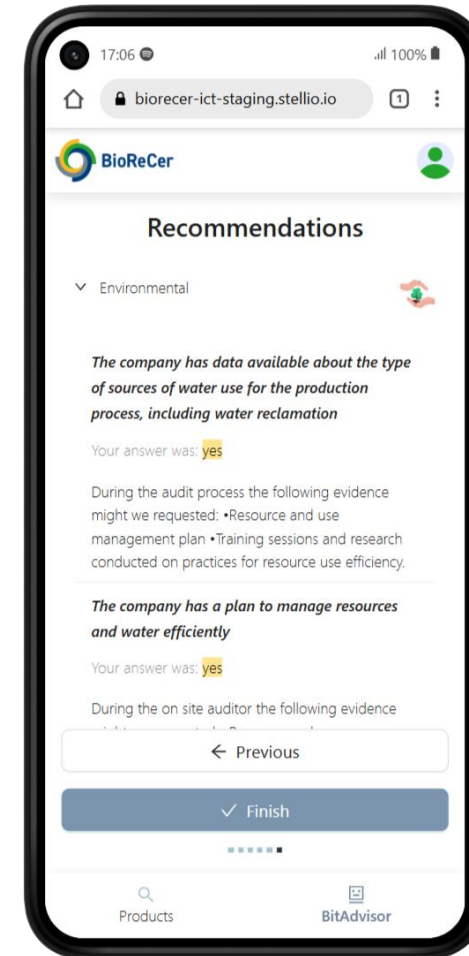 17:06
100%
biorecer-ict-staging.stellio.io
1
BioReCer
Recommendations
Environmental
The company has data available about the type
of sources of water use for the production
process, including water reclamation
Your answer was: yes
During the audit process the following evidence
might we requested: •Resource and use
management plan •Training sessions and research
conducted on practices for resource use efficiency.
The company has a plan to manage resources
and water efficiently
Your answer was: yes
During the on site auditor the following evidence
← Previous
✓ Finish
Products
BitAdvisor